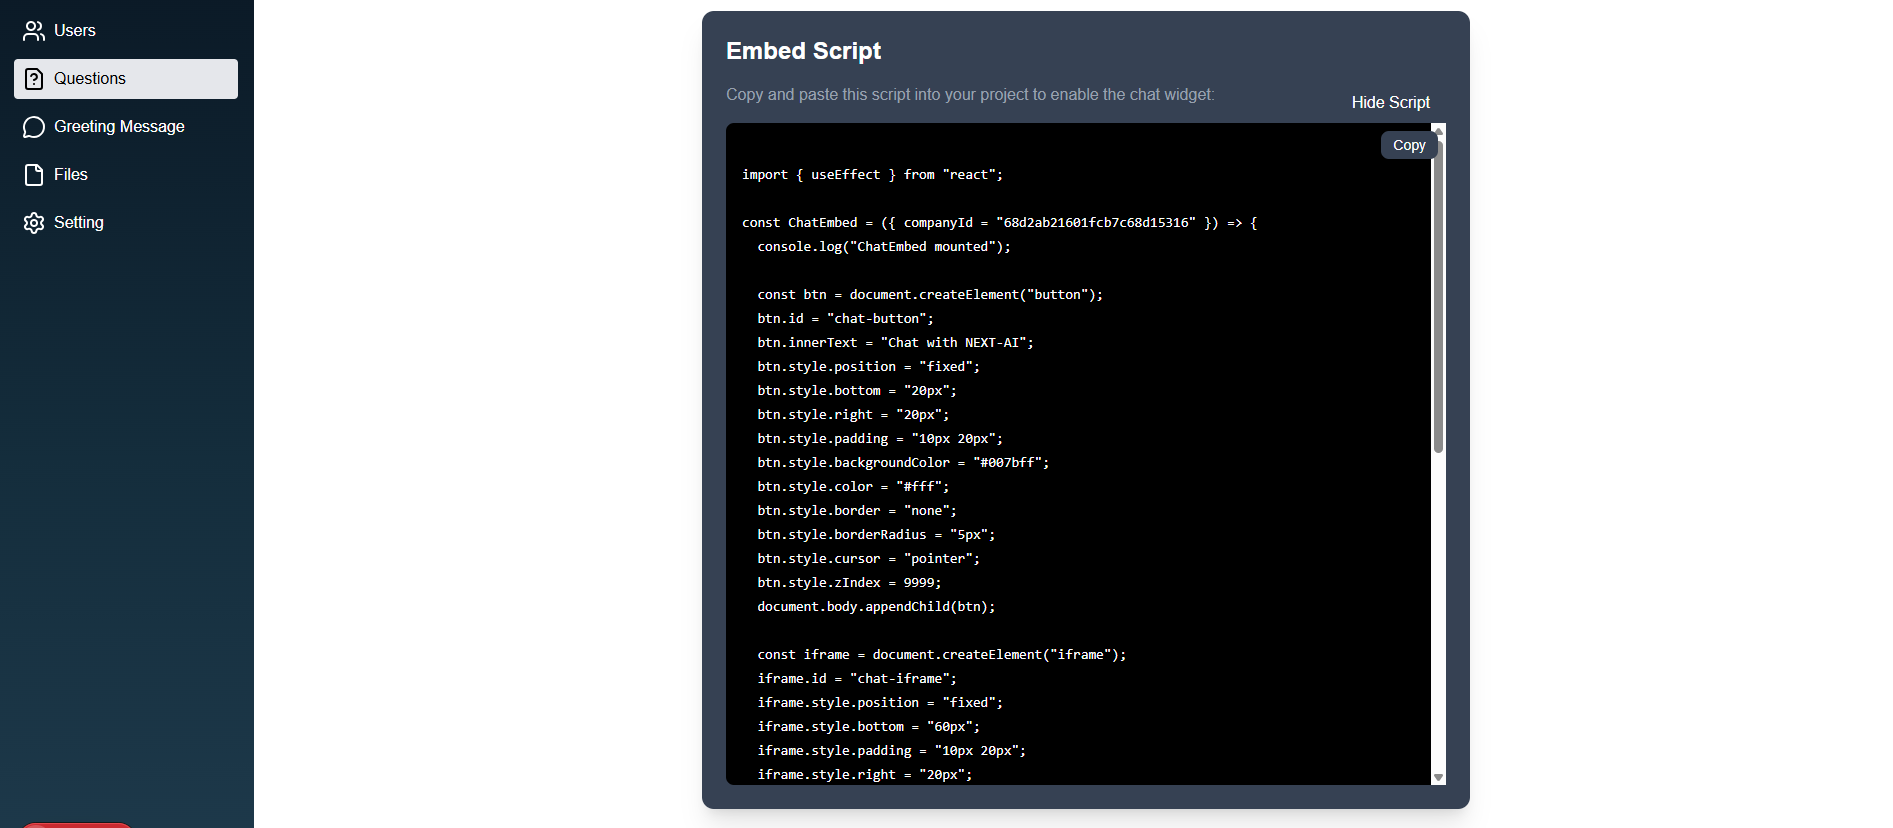 Users
Questions
Greeting Message
Files
Setting
Embed Script
Copy and paste this script into your project to enable the chat widget:
Hide Script
Copy
import { useEffect } from "react";
const ChatEmbed = ({ companyId = "68d2ab21601fcb7c68d15316" }) => {
  console.log("ChatEmbed mounted");
  const btn = document.createElement("button");
  btn.id = "chat-button";
  btn.innerText = "Chat with NEXT-AI";
  btn.style.position = "fixed";
  btn.style.bottom = "20px";
  btn.style.right = "20px";
  btn.style.padding = "10px 20px";
  btn.style.backgroundColor = "#007bff";
  btn.style.color = "#fff";
  btn.style.border = "none";
  btn.style.borderRadius = "5px";
  btn.style.cursor = "pointer";
  btn.style.zIndex = 9999;
  document.body.appendChild(btn);
  const iframe = document.createElement("iframe");
  iframe.id = "chat-iframe";
  iframe.style.position = "fixed";
  iframe.style.bottom = "60px";
  iframe.style.padding = "10px 20px";
  iframe.style.right = "20px";